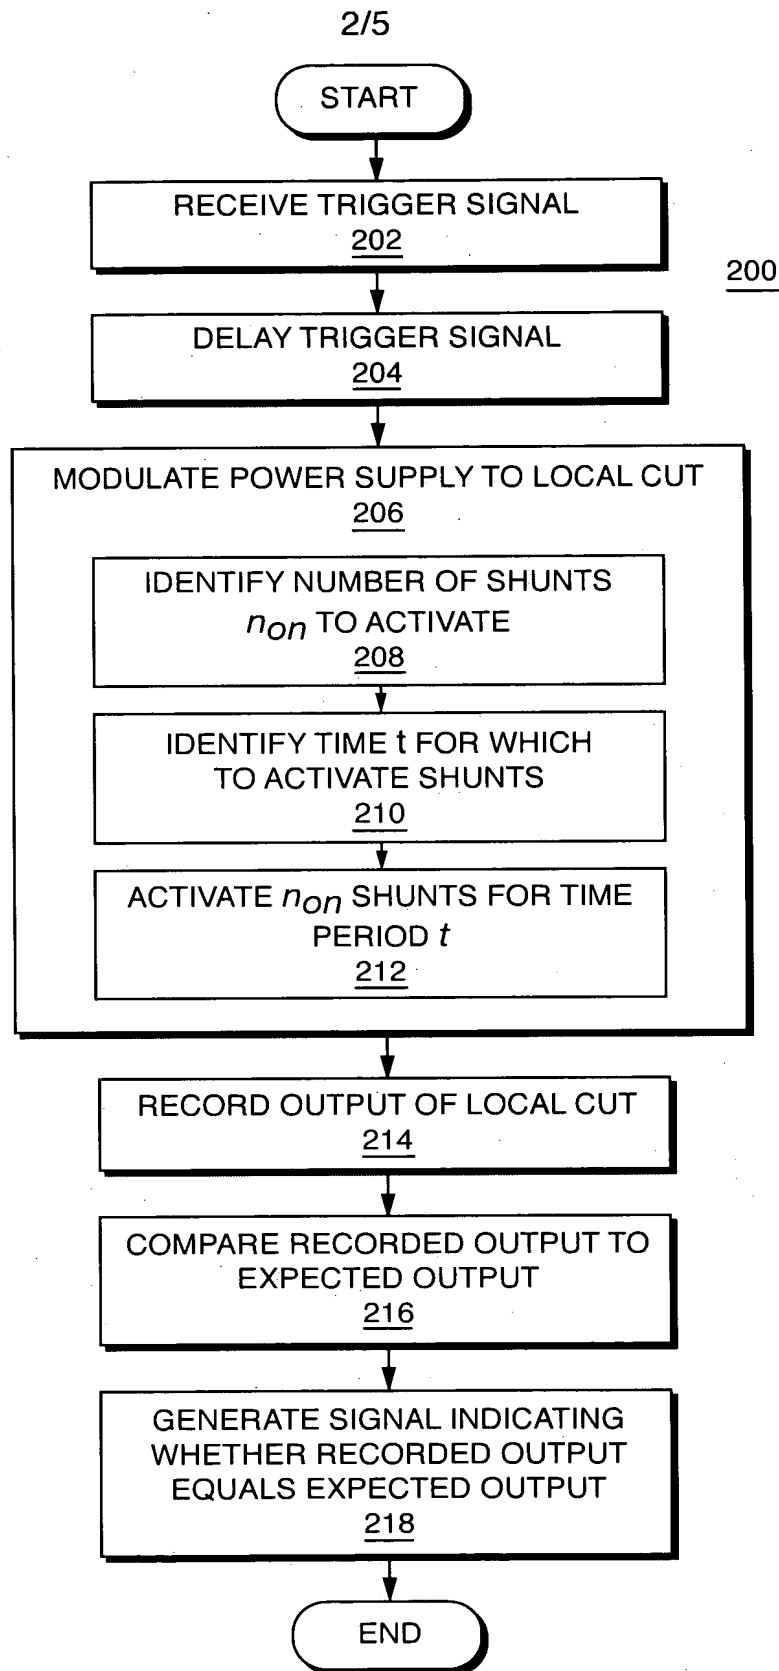 2/5
START
RECEIVE TRIGGER SIGNAL
202
200
DELAY TRIGGER SIGNAL
204
MODULATE POWER SUPPLY TO LOCAL CUT
206
IDENTIFY NUMBER OF SHUNTS
non TO ACTIVATE
208
IDENTIFY TIME t FOR WHICH
TO ACTIVATE SHUNTS
210
ACTIVATE non SHUNTS FOR TIME
PERIOD t
212
RECORD OUTPUT OF LOCAL CUT
214
COMPARE RECORDED OUTPUT TO
EXPECTED OUTPUT
216
GENERATE SIGNAL INDICATING
WHETHER RECORDED OUTPUT
EQUALS EXPECTED OUTPUT
218
END